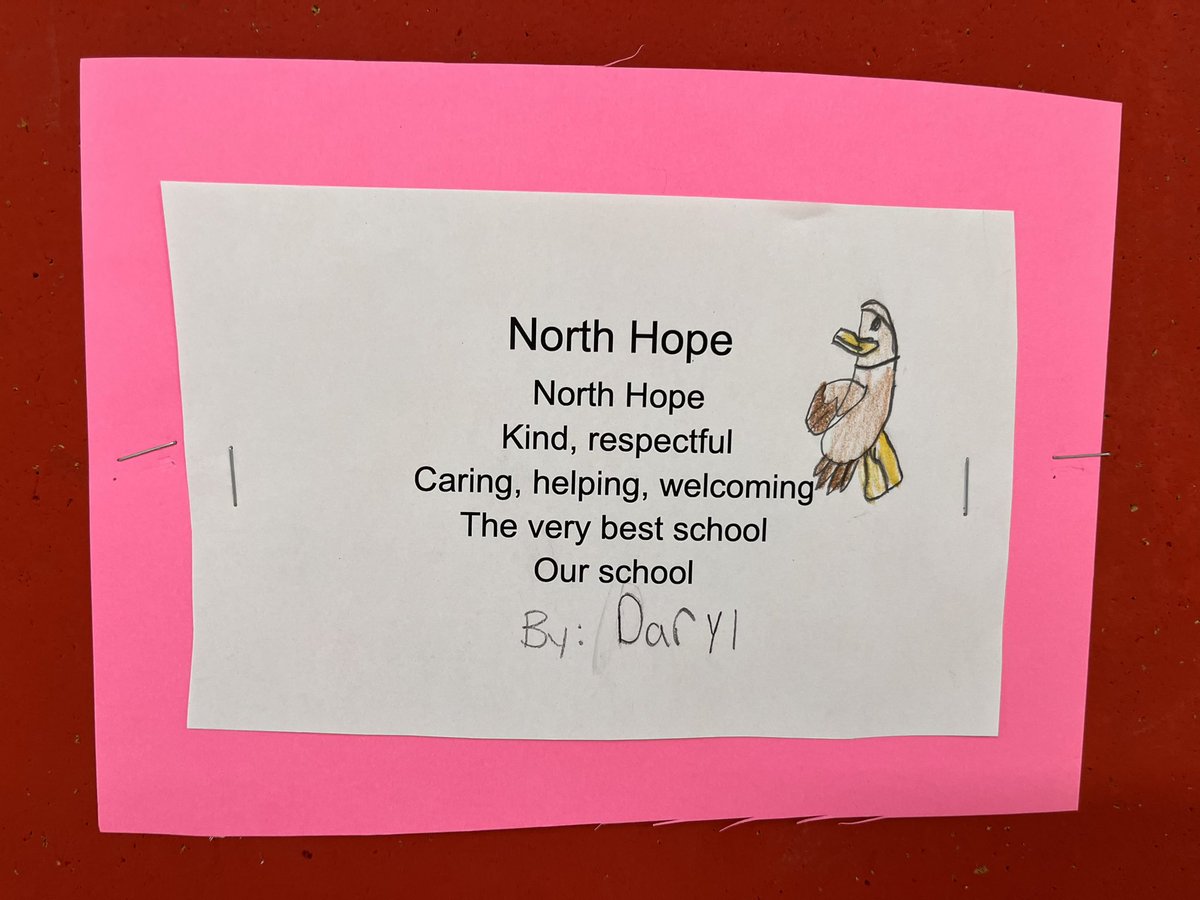 North Hope
North Hope
Kind, respectful
Caring, helping, welcoming
The very best school
Our school
By: Daryl